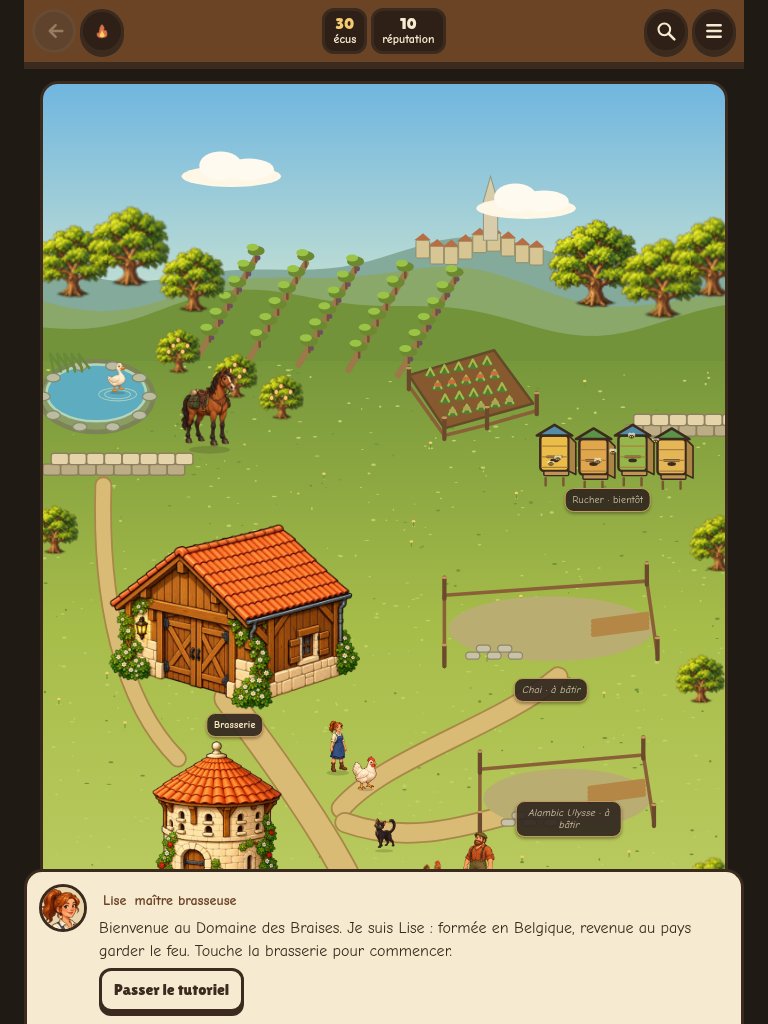 30
écus
10
réputation
Rucher · bientôt
Chai · à bâtir
Brasserie
Alambic Ulysse · à
bâtir
Lise maître brasseuse
Bienvenue au Domaine des Braises. Je suis Lise : formée en Belgique, revenue au pays
garder le feu. Touche la brasserie pour commencer.
Passer le tutoriel